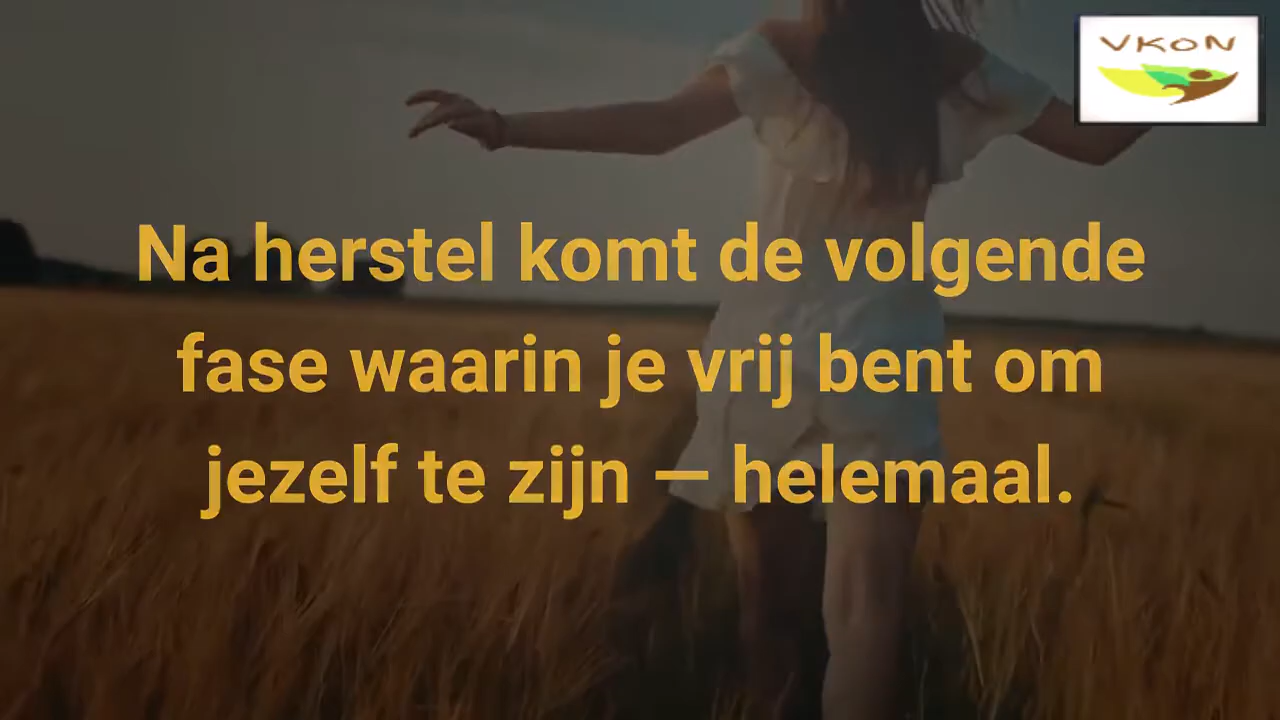 VKON
Na herstel komt de volgende
fase waarin je vrij bent om
jezelf te zijn — helemaal.